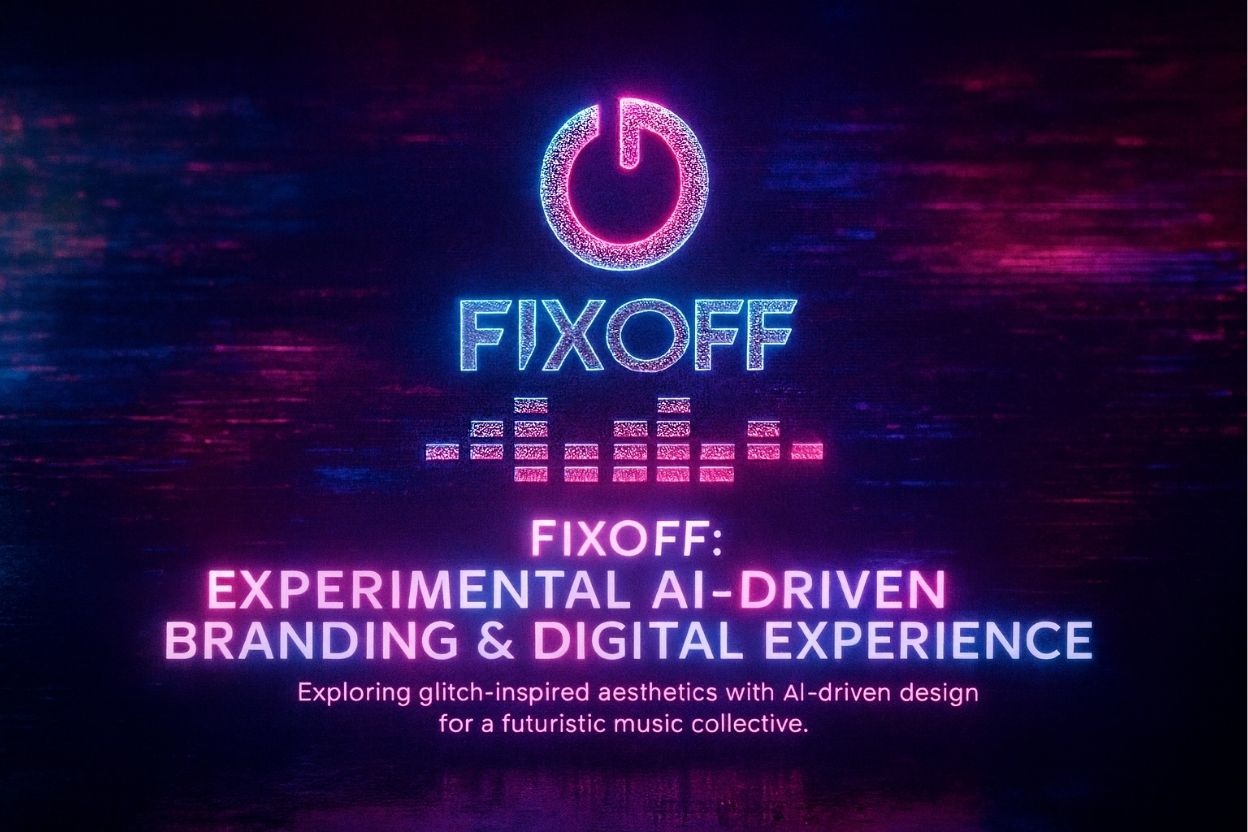 FIXOFF
FIXOFF:
EXPERIMENTAL AI-DRIVEN
BRANDING & DIGITAL EXPERIENCE
Exploring glitch-inspired aesthetics with AI-driven design
for a futuristic music collective.